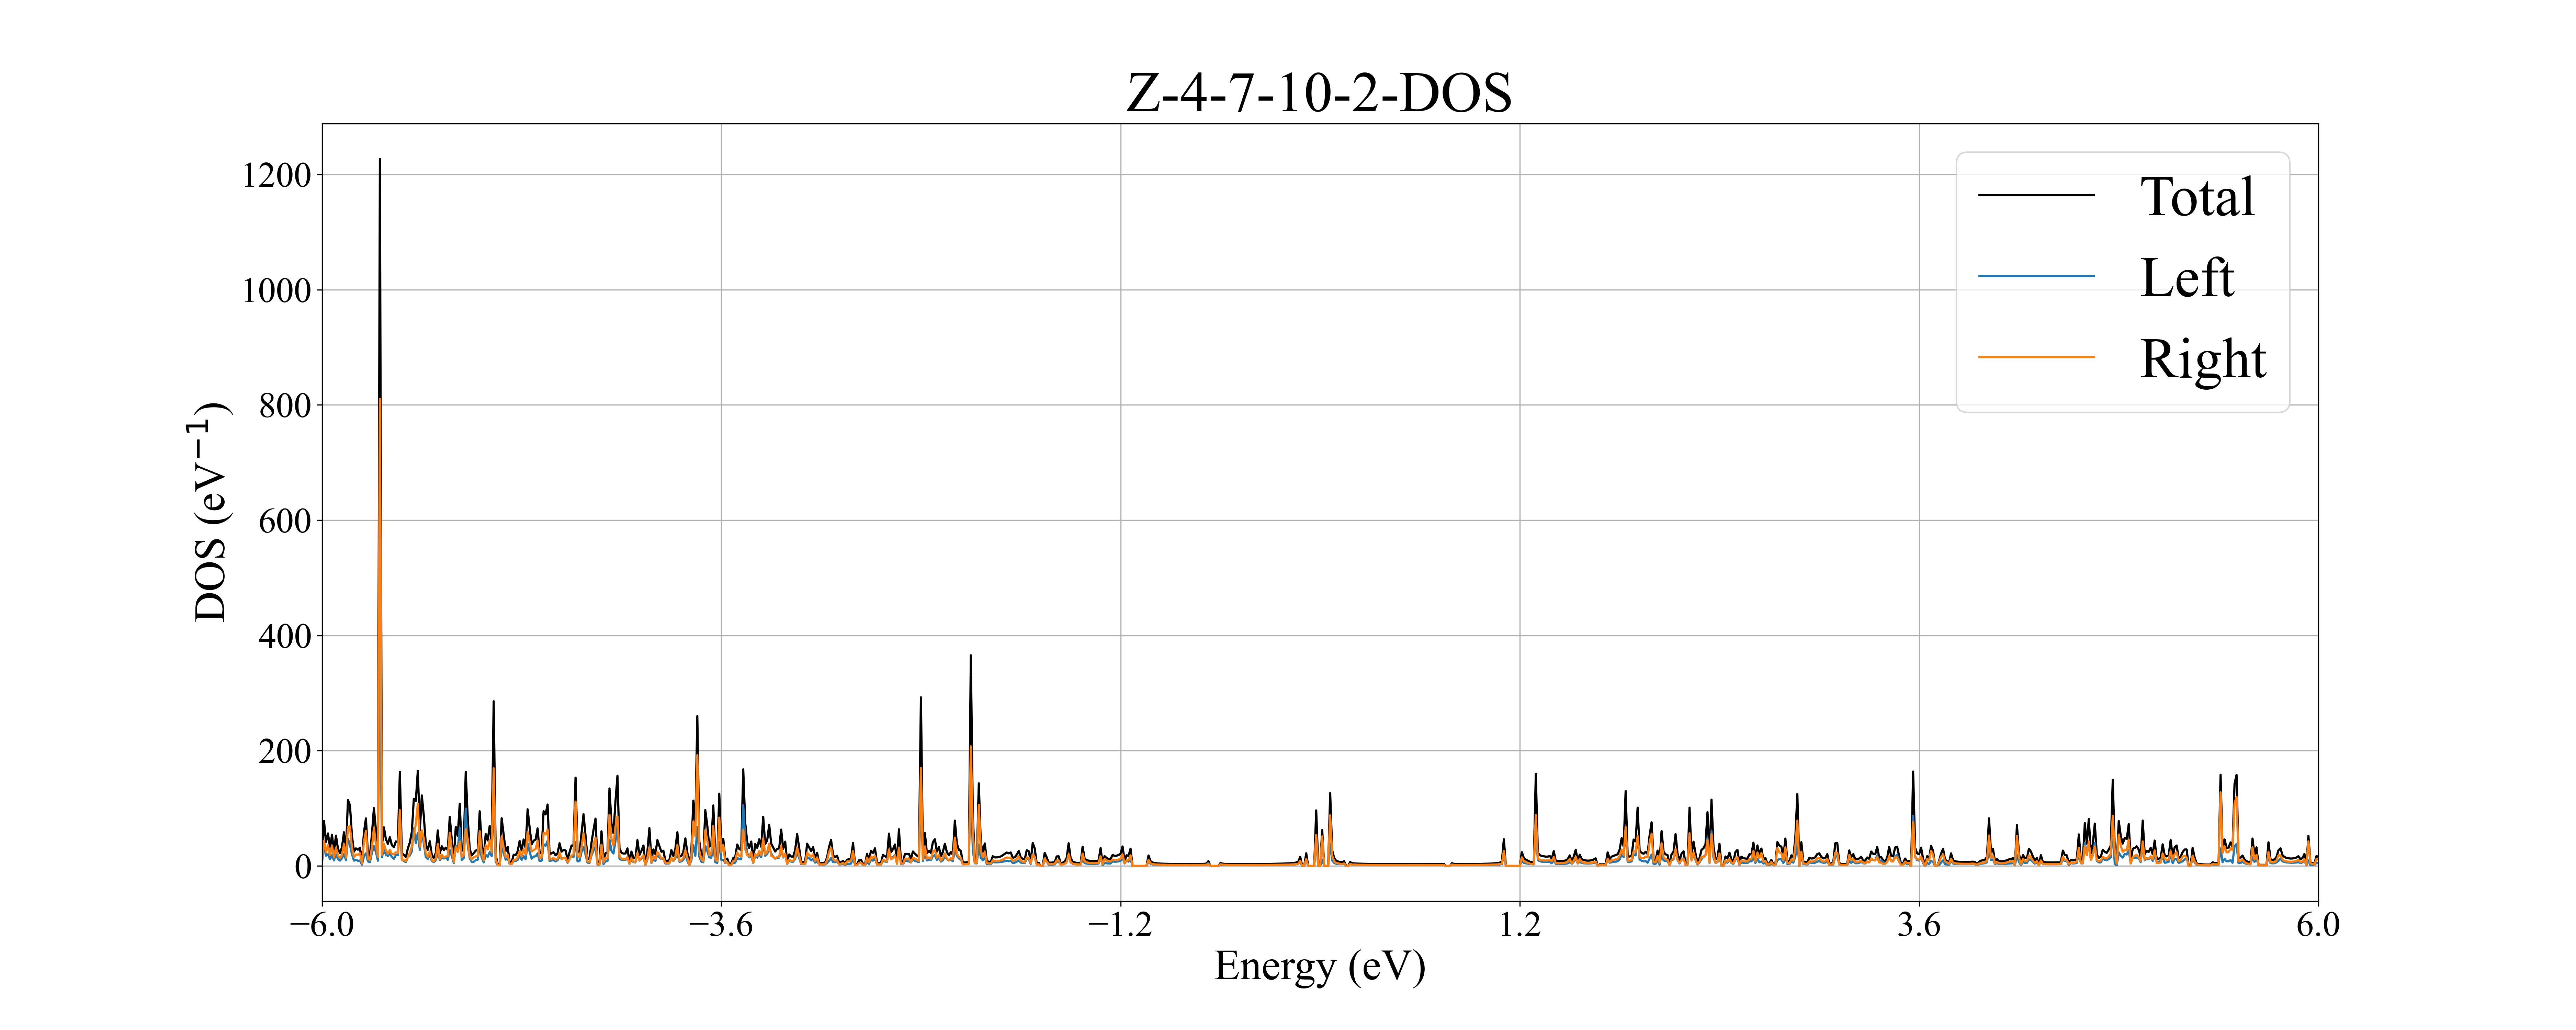 Z-4-7-10-2-DOS
1200
1000
800
600
400
200
0
DOS (eV⁻¹)
Total
Left
Right
−6.0
−3.6
−1.2
1.2
3.6
6.0
Energy (eV)